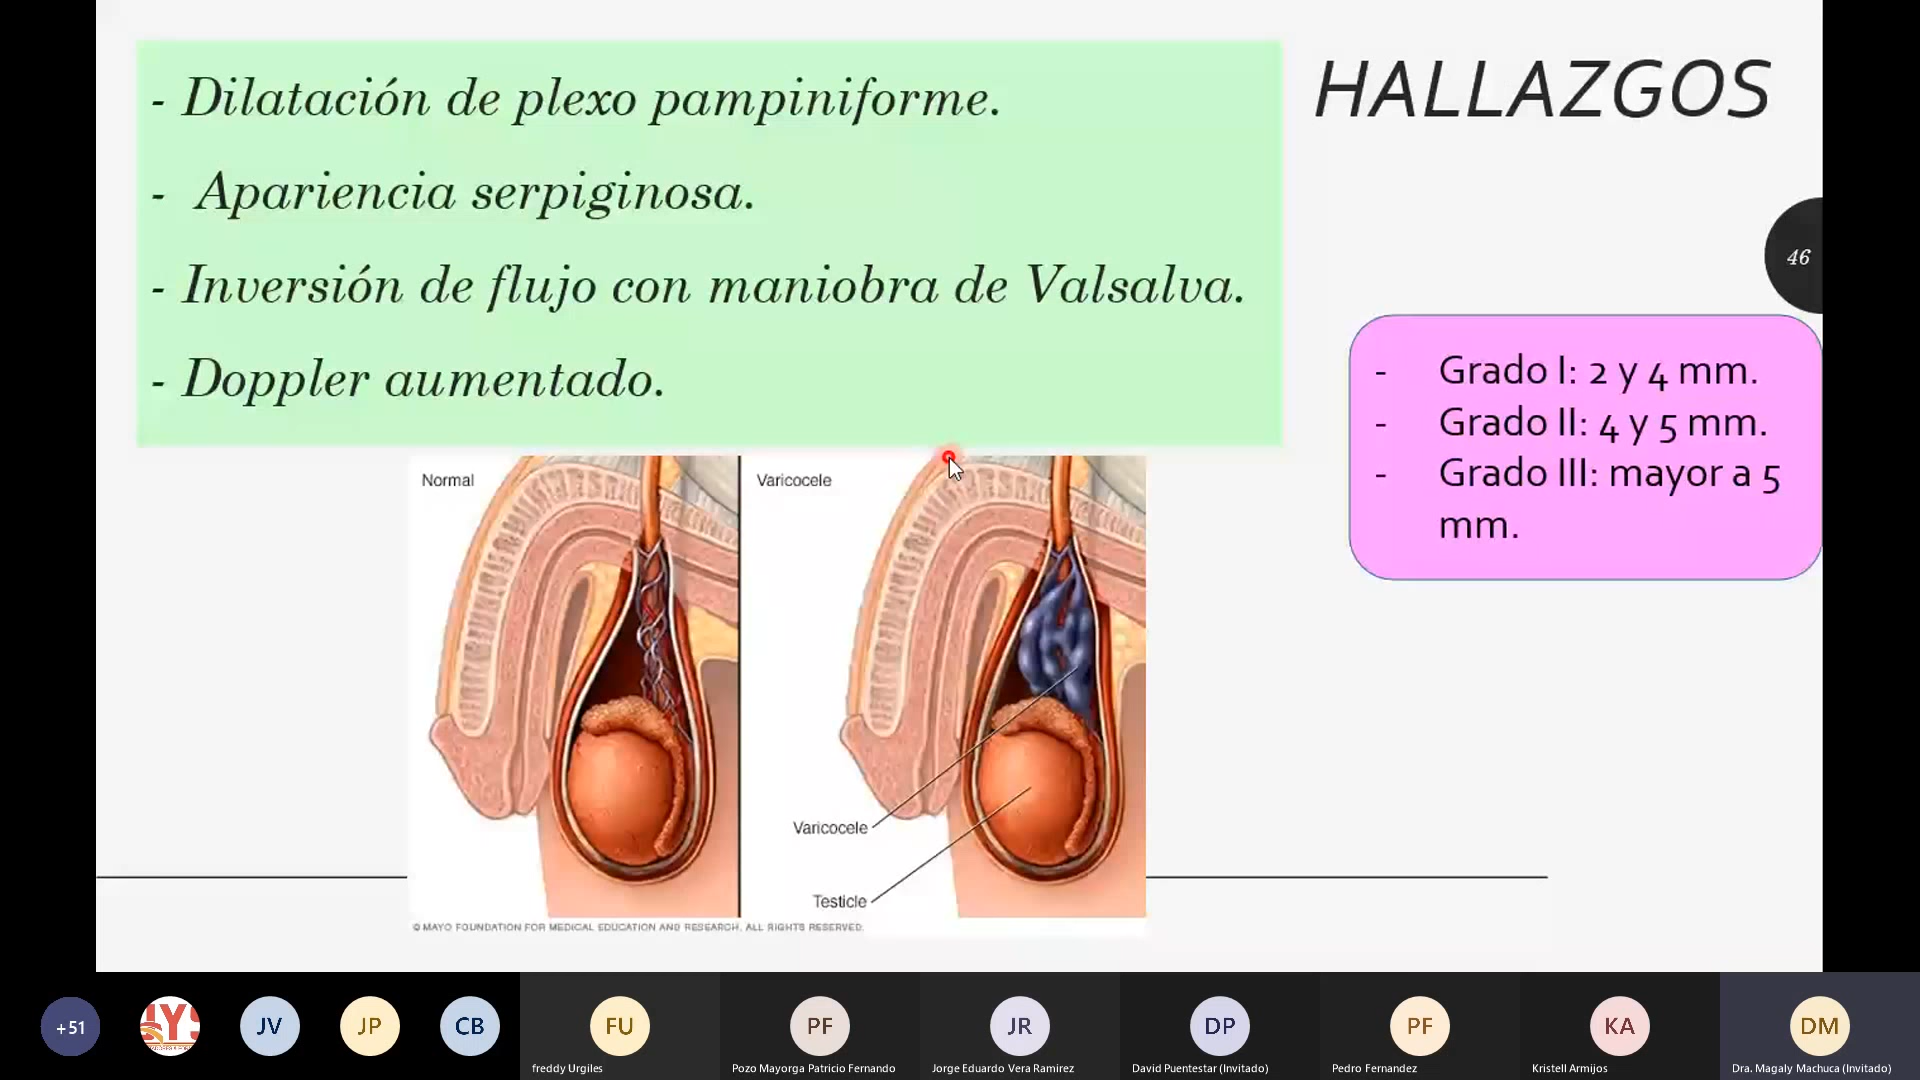 - Dilatación de plexo pampiniforme.
- Apariencia serpiginosa.
- Inversión de flujo con maniobra de Valsalva.
- Doppler aumentado.
HALLAZGOS
46
- Grado I: 2 y 4 mm.
- Grado II: 4 y 5 mm.
- Grado III: mayor a 5
mm.
Normal
Varicocele
Varicocele
Testicle
© MAYO FOUNDATION FOR MEDICAL EDUCATION AND RESEARCH. ALL RIGHTS RESERVED.
+51
JV
JP
CB
FU
PF
JR
DP
PF
KA
DM
freddy Urgiles
Pozo Mayorga Patricio Fernando
Jorge Eduardo Vera Ramirez
David Puentestar (Invitado)
Pedro Fernandez
Kristell Armijos
Dra. Magaly Machuca (Invitado)